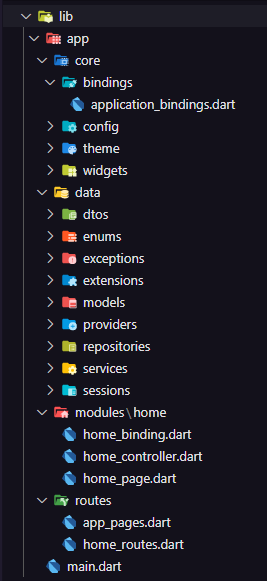 lib
app
core
bindings
application_bindings.dart
config
theme
widgets
data
dtos
enums
exceptions
extensions
models
providers
repositories
services
sessions
modules\home
home_binding.dart
home_controller.dart
home_page.dart
routes
app_pages.dart
home_routes.dart
main.dart